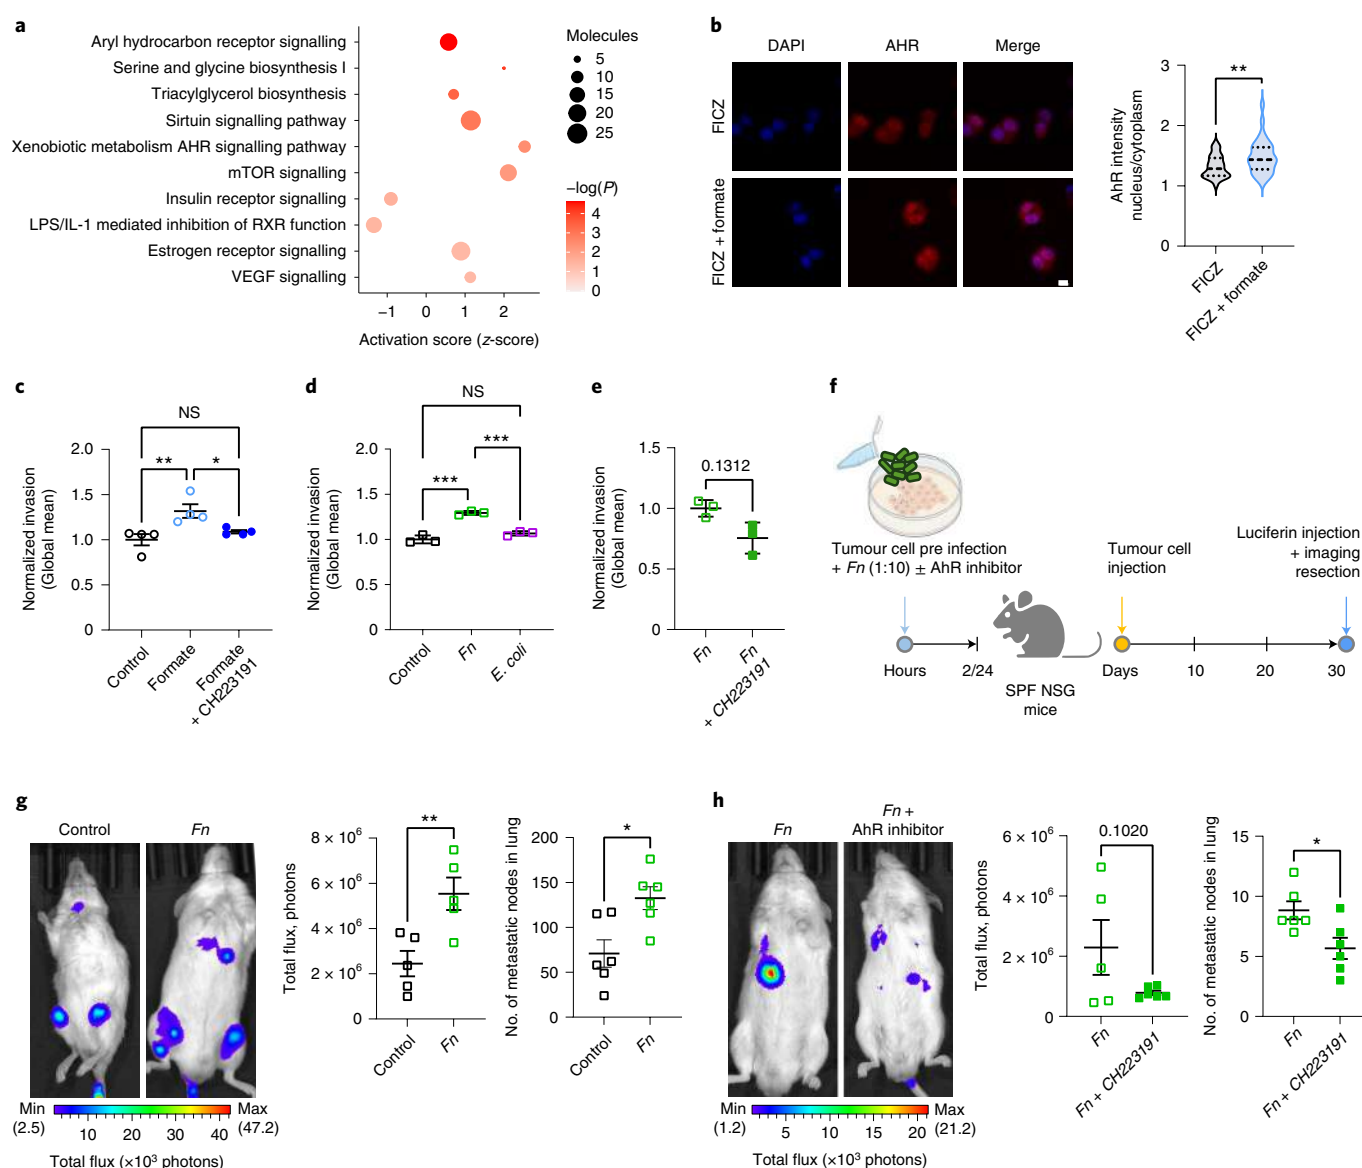 a
Aryl hydrocarbon receptor signalling
Serine and glycine biosynthesis I
Triacylglycerol biosynthesis
Sirtuin signalling pathway
Xenobiotic metabolism AHR signalling pathway
mTOR signalling
Insulin receptor signalling
LPS/IL-1 mediated inhibition of RXR function
Estrogen receptor signalling
VEGF signalling
−1 0 1 2
Activation score (z-score)
Molecules
5
10
15
20
25
−log(P)
4
3
2
1
0
b
DAPI AHR Merge
FICZ
FICZ + formate
AhR intensity
nucleus/cytoplasm
3
2
1
0
**
FICZ
FICZ + formate
c
NS
** *
Normalized invasion
(Global mean)
2.0
1.5
1.0
0.5
0
Control
Formate
Formate
+ CH223191
d
NS
***
***
Normalized invasion
(Global mean)
2.0
1.5
1.0
0.5
0
Control
Fn
E. coli
e
0.1312
Normalized invasion
(Global mean)
1.5
1.0
0.5
0
Fn
Fn
+ CH223191
f
Tumour cell pre infection
+ Fn (1:10) ± AhR inhibitor
Tumour cell
injection
Luciferin injection
+ imaging
resection
Hours 2/24
SPF NSG
mice
Days 10 20 30
g
Control Fn
Min
(2.5)
10 20 30 40
Max
(47.2)
Total flux (×10³ photons)
Total flux, photons
8 × 10⁶
6 × 10⁶
4 × 10⁶
2 × 10⁶
0
**
Control
Fn
No. of metastatic nodes in lung
200
150
100
50
0
*
Control
Fn
h
Fn
Fn +
AhR inhibitor
Min
(1.2)
5 10 15 20
Max
(21.2)
Total flux (×10³ photons)
Total flux, photons
6 × 10⁶
4 × 10⁶
2 × 10⁶
0
0.1020
Fn
Fn + CH223191
No. of metastatic nodes in lung
15
10
5
0
*
Fn
Fn + CH223191